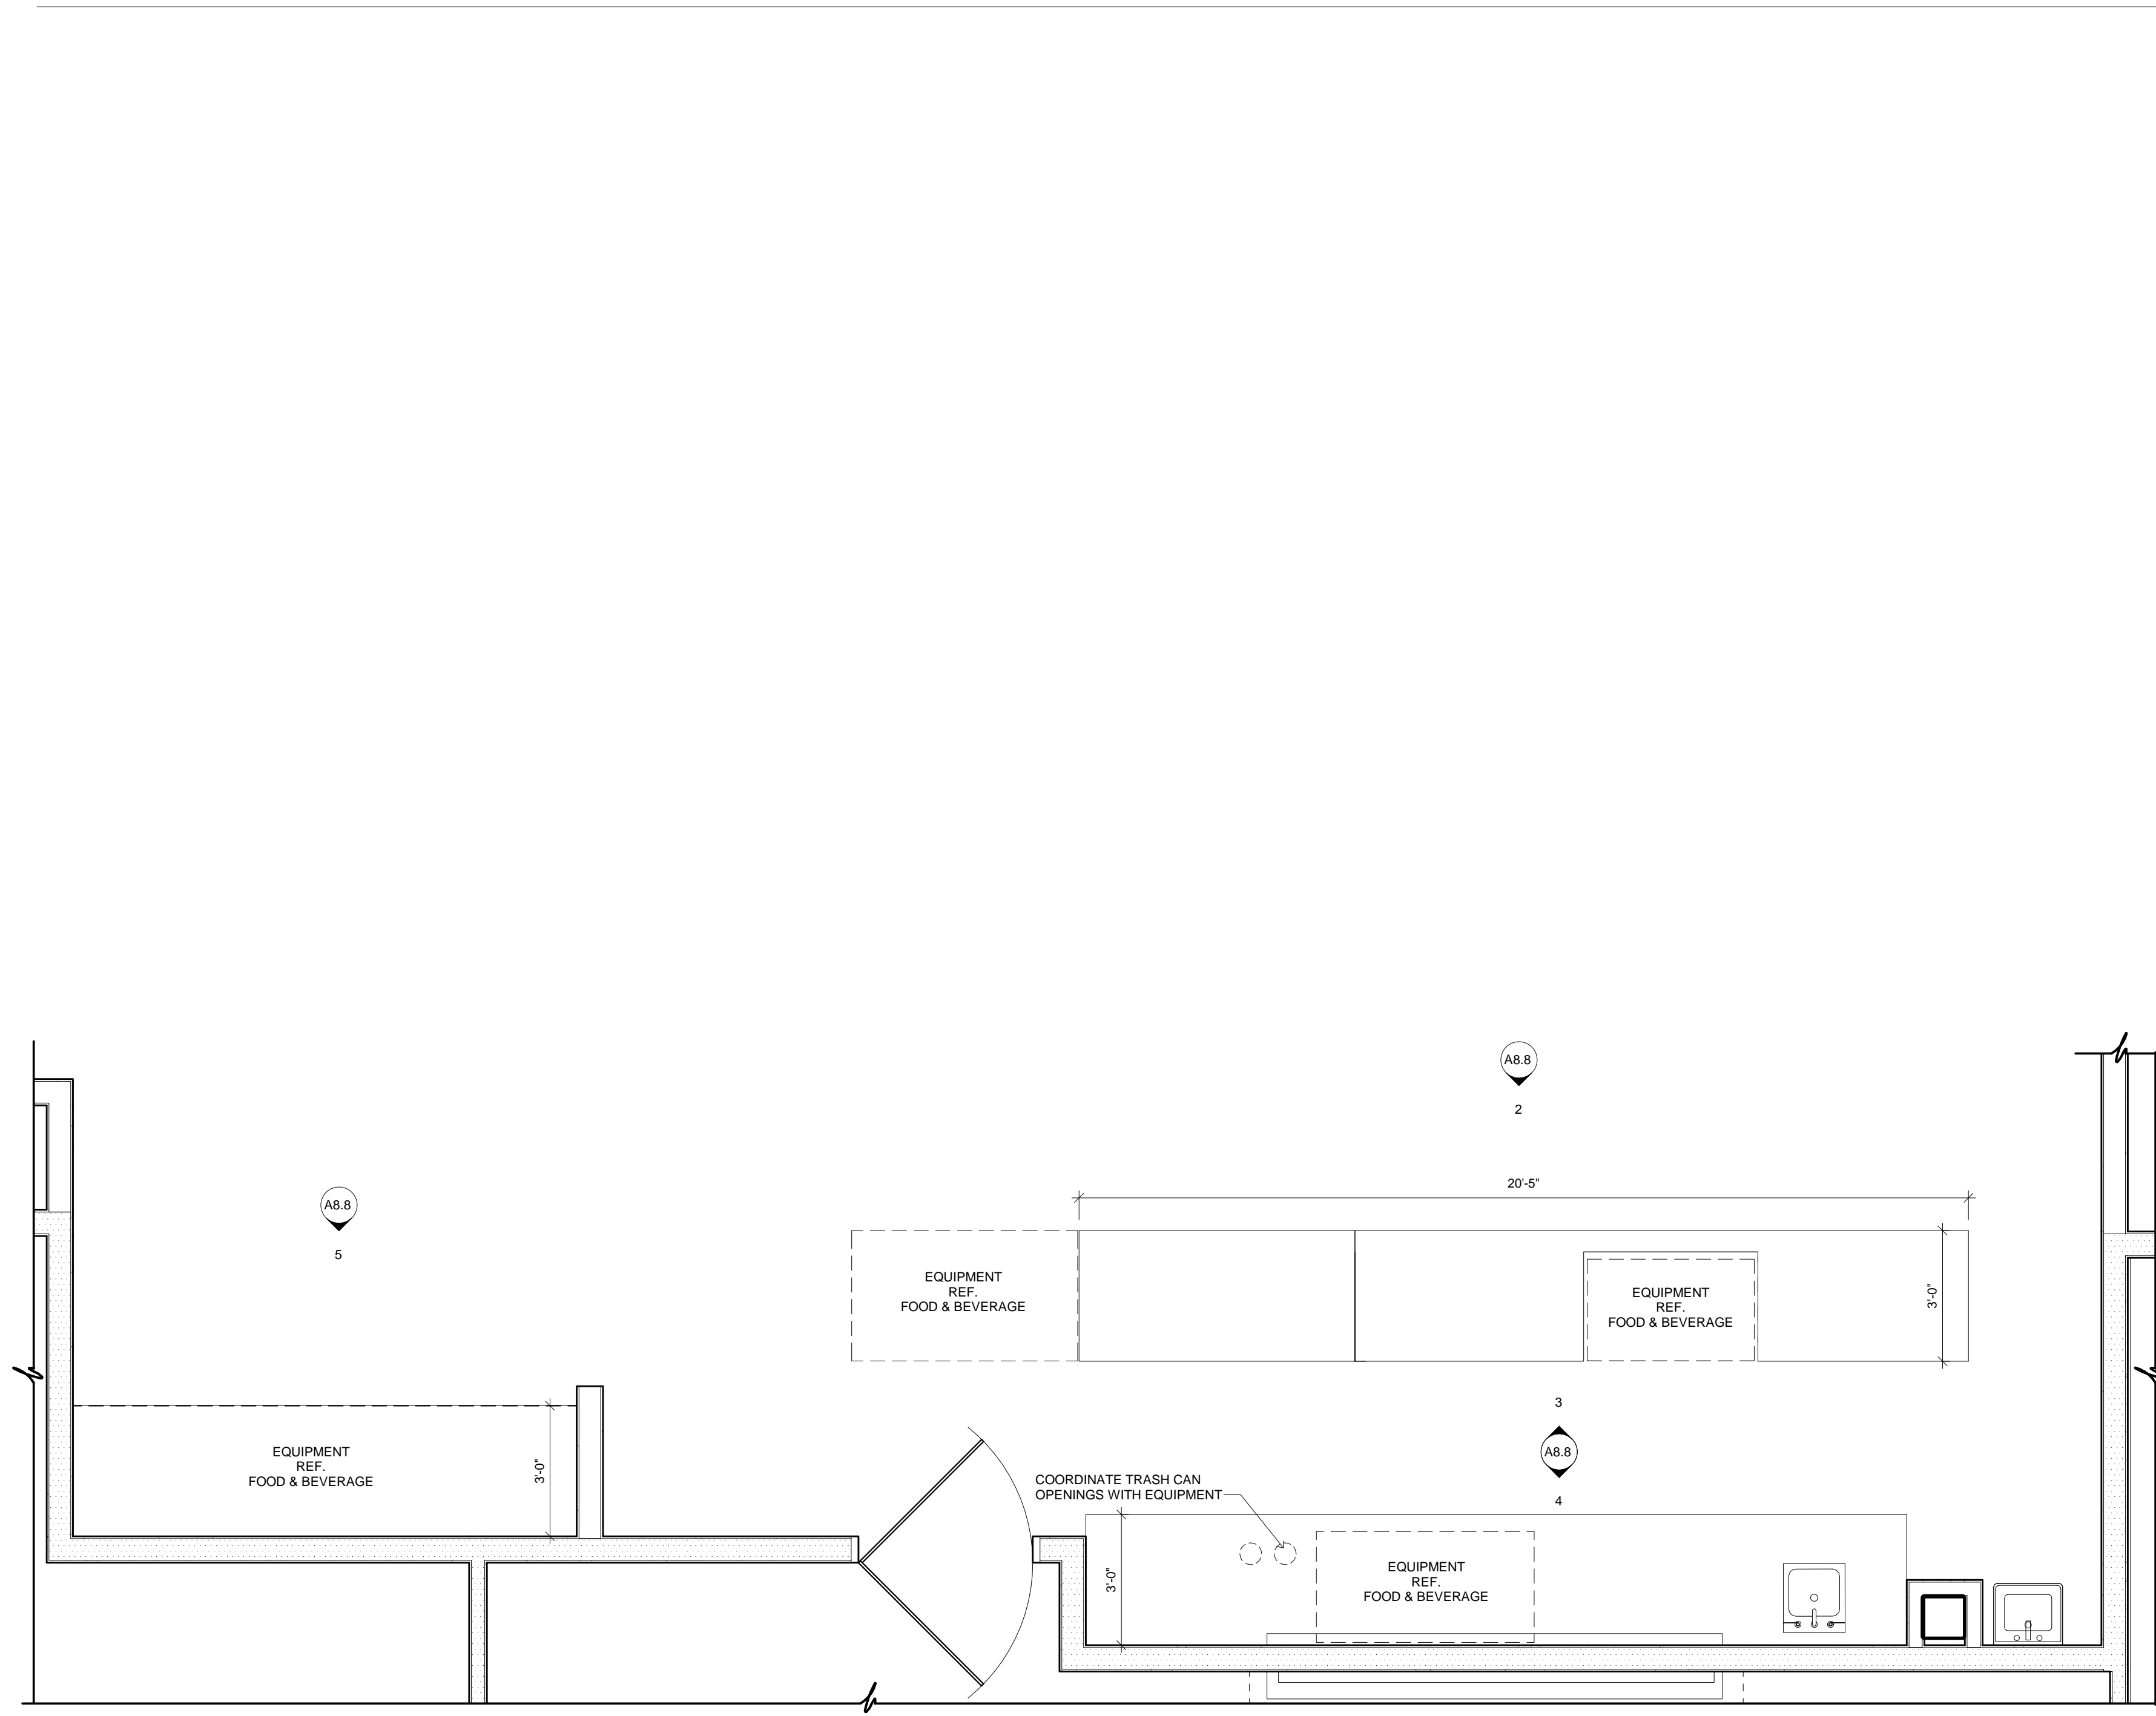 A8.8
2
A8.8
5
20'-5"
EQUIPMENT
REF.
FOOD & BEVERAGE
EQUIPMENT
REF.
FOOD & BEVERAGE
3'-0"
3
A8.8
4
EQUIPMENT
REF.
FOOD & BEVERAGE
3'-0"
COORDINATE TRASH CAN
OPENINGS WITH EQUIPMENT
3'-0"
EQUIPMENT
REF.
FOOD & BEVERAGE